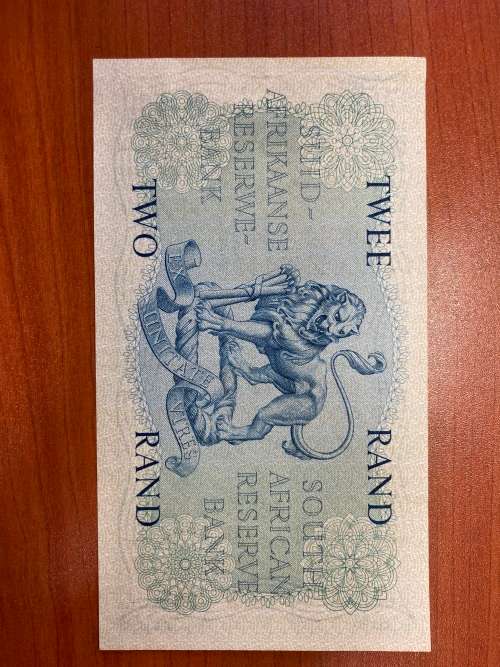 TWEE RAND
SUID-
AFRIKAANSE
RESERWE-
BANK
SOUTH
AFRICAN
RESERVE
BANK
EX UNITATE VIRES
TWO RAND